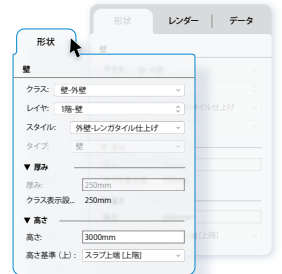 形状 レンダー データ
形状
壁
クラス: 壁-外壁
レイヤ: 1階-壁
スタイル: 外壁-レンガタイル仕上げ
タイプ: 壁
▼ 厚み
厚み: 250mm
クラス表示設... 250mm
▼ 高さ
高さ: 3000mm
高さ基準（上）: スラブ上端 [上階]